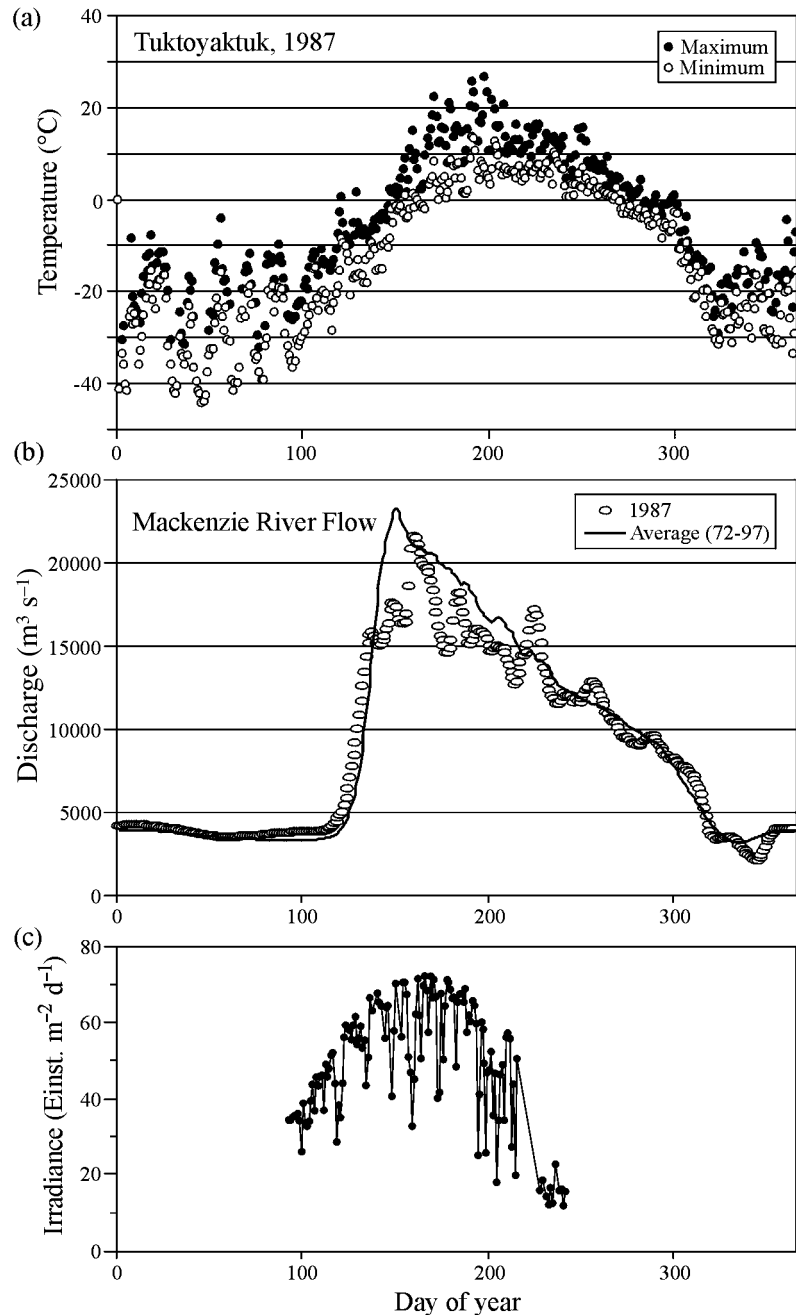 (a)
40
Tuktoyaktuk, 1987
Maximum
Minimum
20
0
-20
-40
Temperature (°C)
0
100
200
300
(b)
25000
Mackenzie River Flow
1987
Average (72-97)
20000
15000
10000
5000
0
Discharge (m³ s⁻¹)
0
100
200
300
(c)
80
60
40
20
0
Irradiance (Einst. m⁻² d⁻¹)
0
100
200
300
Day of year